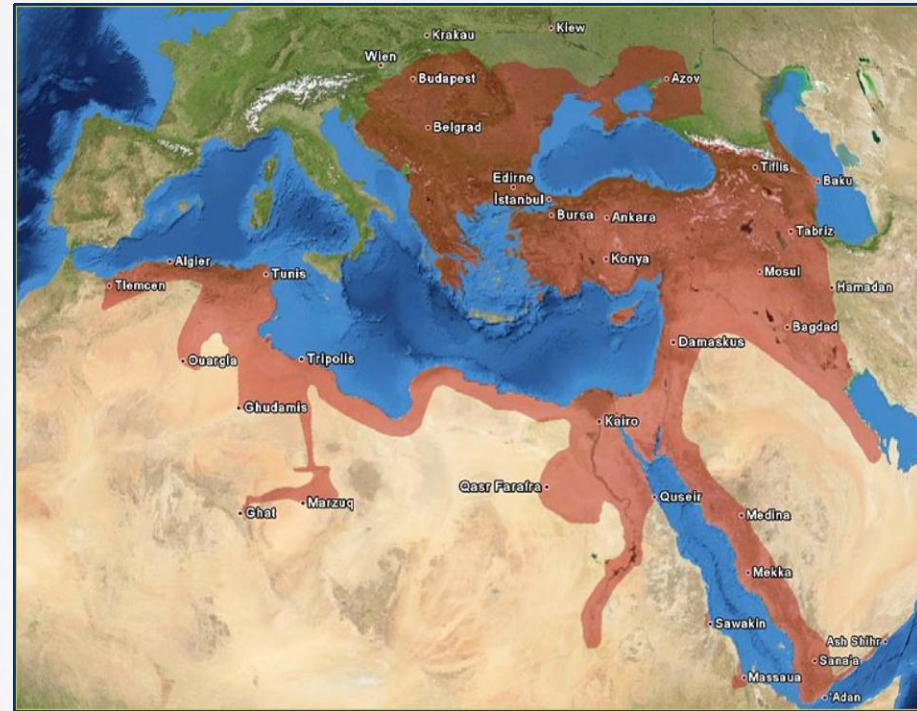 Kiew
Krakau
Wien
Budapest
Azov
Belgrad
Tiflis
Edirne
Baku
İstanbul
Bursa
Ankara
Tabriz
Konya
Algier
Tunis
Mosul
Tlemcen
Hamadan
Bagdad
Damaskus
Ouargla
Tripolis
Ghudamis
Kairo
Qasr Farafra
Quseir
Marzuq
Ghat
Medina
Mekka
Sawakin
Ash Shihr
Sana'a
Massaua
'Adan